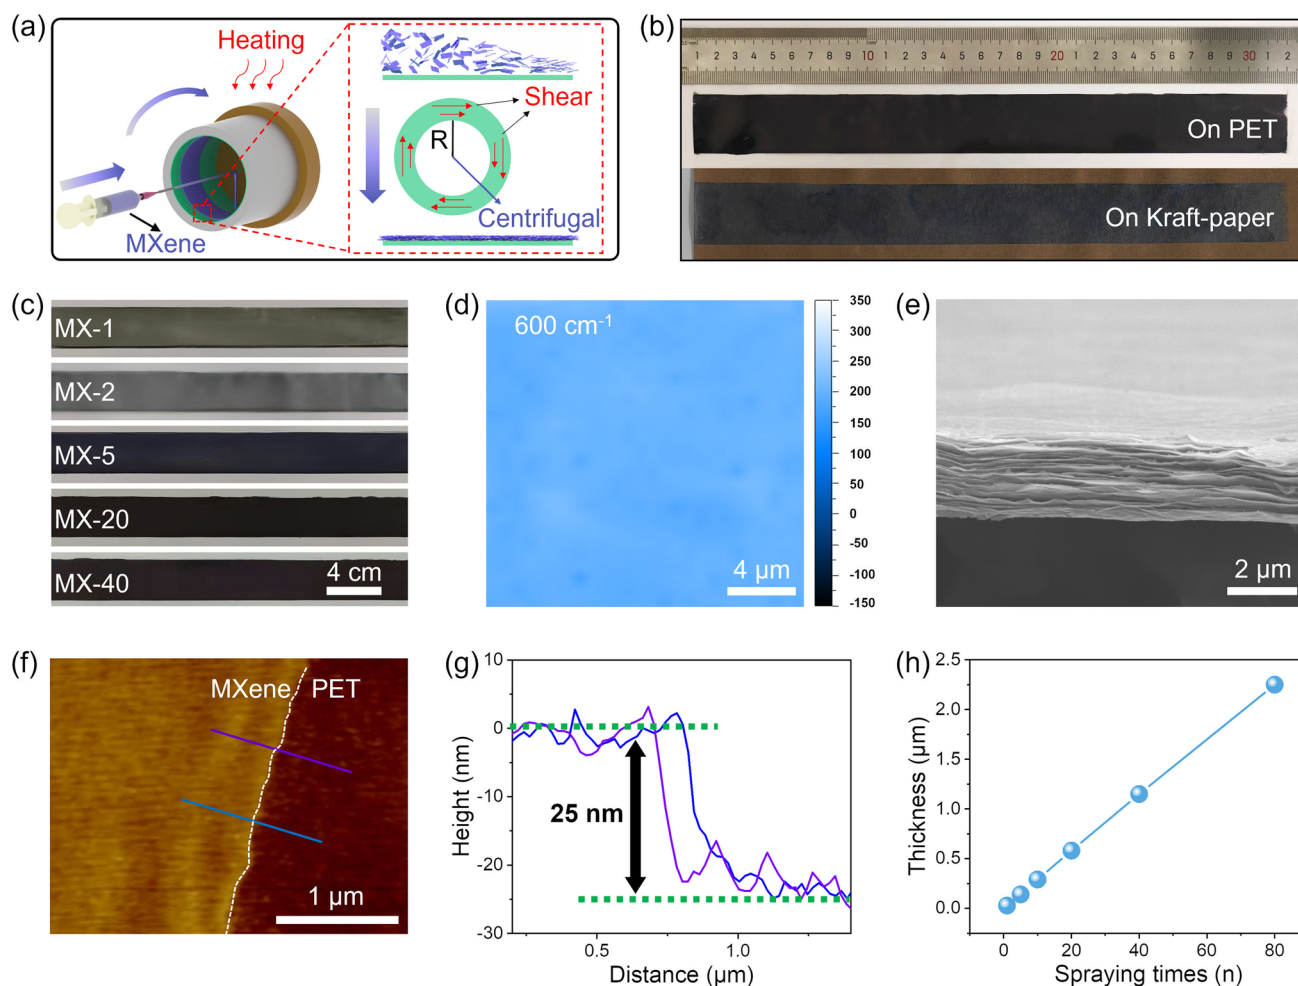 (a)
Heating
Shear
R
Centrifugal
MXene
(b)
1 1 2 3 4 5 6 7 8 9 10 1 2 3 4 5 6 7 8 9 20 1 2 3 4 5 6 7 8 9 30 1 2
On PET
On Kraft-paper
(c)
MX-1
MX-2
MX-5
MX-20
MX-40
4 cm
(d)
600 cm⁻¹
4 μm
350
300
250
200
150
100
50
0
-50
-100
-150
(e)
2 μm
(f)
MXene PET
1 μm
(g)
10
0
-10
-20
-30
Height (nm)
25 nm
0.5 1.0
Distance (μm)
(h)
2.5
2.0
1.5
1.0
0.5
0.0
Thickness (μm)
0 20 40 60 80
Spraying times (n)